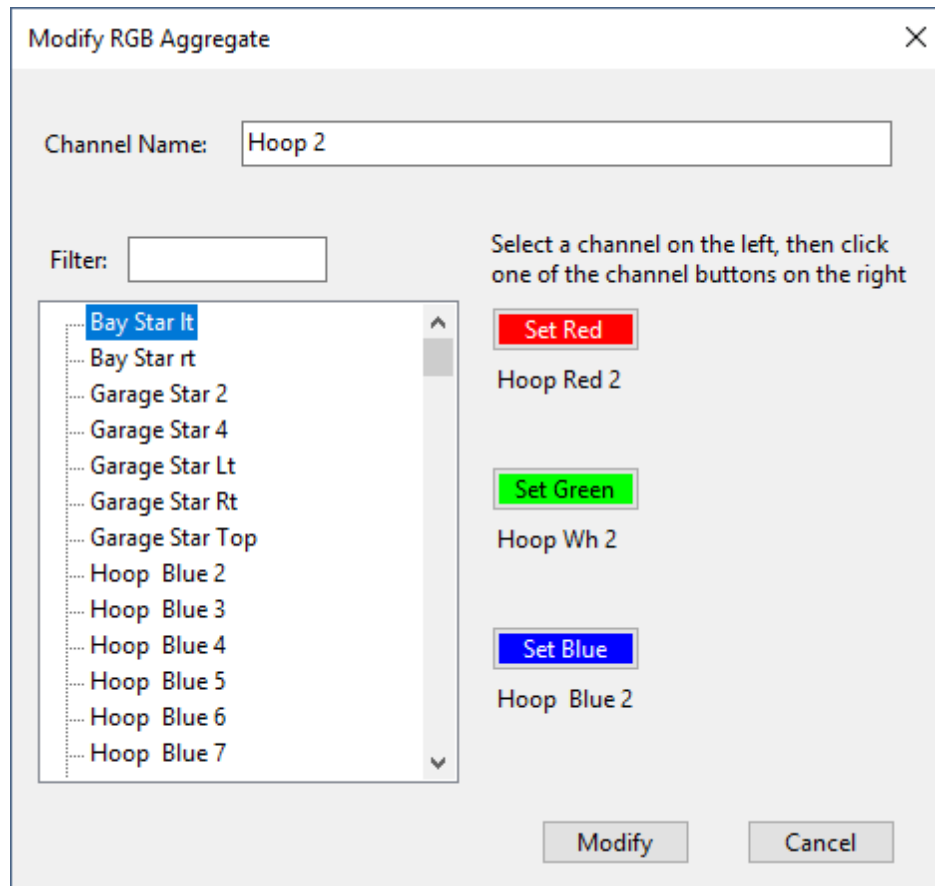 Modify RGB Aggregate
Channel Name:
Hoop 2
Filter:
Select a channel on the left, then click
one of the channel buttons on the right
Bay Star lt
Bay Star rt
Garage Star 2
Garage Star 4
Garage Star Lt
Garage Star Rt
Garage Star Top
Hoop  Blue 2
Hoop  Blue 3
Hoop  Blue 4
Hoop  Blue 5
Hoop  Blue 6
Hoop  Blue 7
Set Red
Hoop Red 2
Set Green
Hoop Wh 2
Set Blue
Hoop  Blue 2
Modify
Cancel